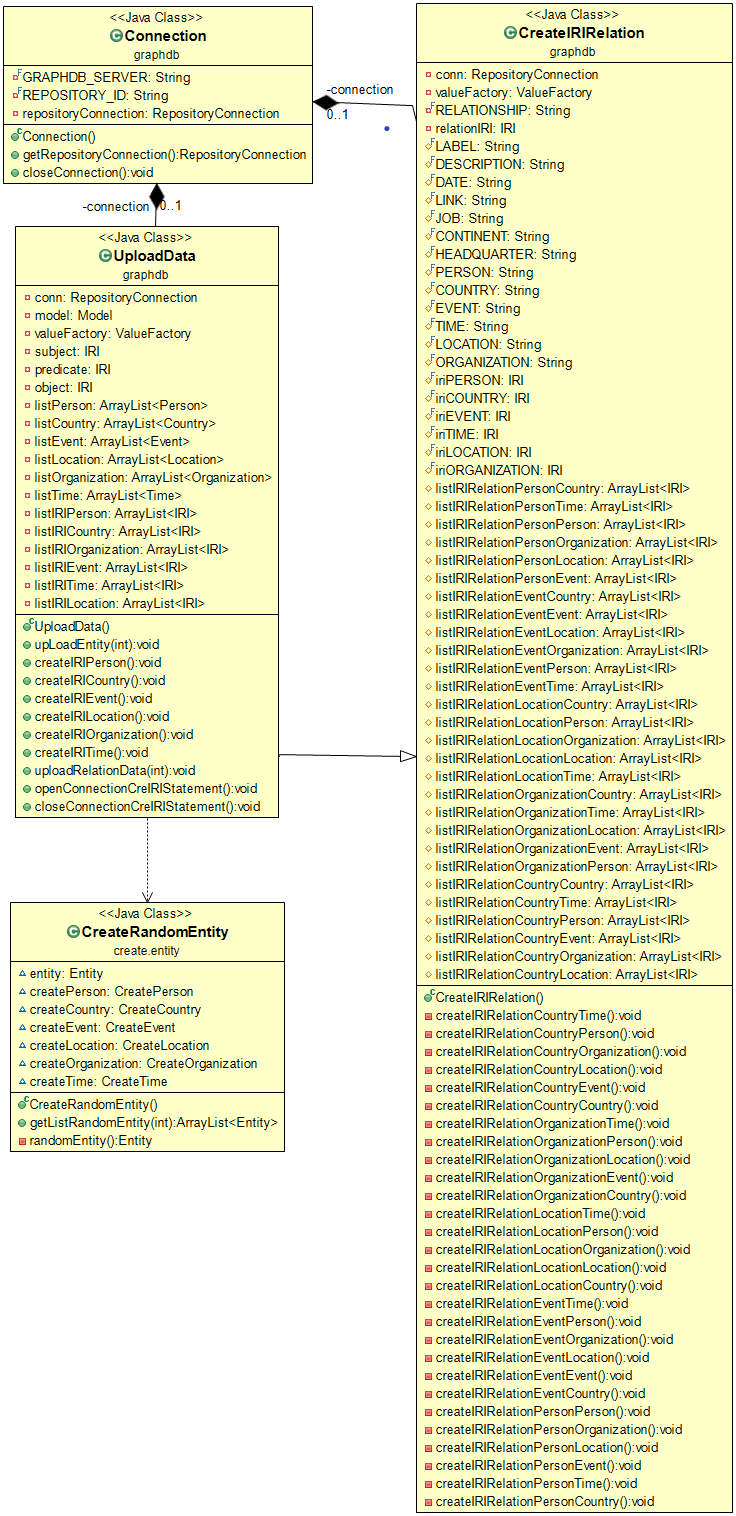 <<Java Class>>
Connection
graphdb
GRAPHDB_SERVER: String
REPOSITORY_ID: String
repositoryConnection: RepositoryConnection
Connection()
getRepositoryConnection():RepositoryConnection
closeConnection():void
-connection
0..1
-connection
0..1
<<Java Class>>
UploadData
graphdb
conn: RepositoryConnection
model: Model
valueFactory: ValueFactory
subject: IRI
predicate: IRI
object: IRI
listPerson: ArrayList<Person>
listCountry: ArrayList<Country>
listEvent: ArrayList<Event>
listLocation: ArrayList<Location>
listOrganization: ArrayList<Organization>
listTime: ArrayList<Time>
listIRIPerson: ArrayList<IRI>
listIRICountry: ArrayList<IRI>
listIRIOrganization: ArrayList<IRI>
listIRIEvent: ArrayList<IRI>
listIRITime: ArrayList<IRI>
listIRILocation: ArrayList<IRI>
UploadData()
upLoadEntity(int):void
createIRIPerson():void
createIRICountry():void
createIRIEvent():void
createIRILocation():void
createIRIOrganization():void
createIRITime():void
uploadRelationData(int):void
openConnectionCreIRIStatement():void
closeConnectionCreIRIStatement():void
<<Java Class>>
CreateRandomEntity
create.entity
entity: Entity
createPerson: CreatePerson
createCountry: CreateCountry
createEvent: CreateEvent
createLocation: CreateLocation
createOrganization: CreateOrganization
createTime: CreateTime
CreateRandomEntity()
getListRandomEntity(int):ArrayList<Entity>
randomEntity():Entity
<<Java Class>>
CreateIRIRelation
graphdb
conn: RepositoryConnection
valueFactory: ValueFactory
RELATIONSHIP: String
relationIRI: IRI
LABEL: String
DESCRIPTION: String
DATE: String
LINK: String
JOB: String
CONTINENT: String
HEADQUARTER: String
PERSON: String
COUNTRY: String
EVENT: String
TIME: String
LOCATION: String
ORGANIZATION: String
iriPERSON: IRI
iriCOUNTRY: IRI
iriEVENT: IRI
iriTIME: IRI
iriLOCATION: IRI
iriORGANIZATION: IRI
listIRIRelationPersonCountry: ArrayList<IRI>
listIRIRelationPersonTime: ArrayList<IRI>
listIRIRelationPersonPerson: ArrayList<IRI>
listIRIRelationPersonOrganization: ArrayList<IRI>
listIRIRelationPersonLocation: ArrayList<IRI>
listIRIRelationPersonEvent: ArrayList<IRI>
listIRIRelationEventCountry: ArrayList<IRI>
listIRIRelationEventEvent: ArrayList<IRI>
listIRIRelationEventLocation: ArrayList<IRI>
listIRIRelationEventOrganization: ArrayList<IRI>
listIRIRelationEventPerson: ArrayList<IRI>
listIRIRelationEventTime: ArrayList<IRI>
listIRIRelationLocationCountry: ArrayList<IRI>
listIRIRelationLocationPerson: ArrayList<IRI>
listIRIRelationLocationOrganization: ArrayList<IRI>
listIRIRelationLocationLocation: ArrayList<IRI>
listIRIRelationLocationTime: ArrayList<IRI>
listIRIRelationOrganizationCountry: ArrayList<IRI>
listIRIRelationOrganizationTime: ArrayList<IRI>
listIRIRelationOrganizationLocation: ArrayList<IRI>
listIRIRelationOrganizationEvent: ArrayList<IRI>
listIRIRelationOrganizationPerson: ArrayList<IRI>
listIRIRelationCountryCountry: ArrayList<IRI>
listIRIRelationCountryTime: ArrayList<IRI>
listIRIRelationCountryPerson: ArrayList<IRI>
listIRIRelationCountryEvent: ArrayList<IRI>
listIRIRelationCountryOrganization: ArrayList<IRI>
listIRIRelationCountryLocation: ArrayList<IRI>
CreateIRIRelation()
createIRIRelationCountryTime():void
createIRIRelationCountryPerson():void
createIRIRelationCountryOrganization():void
createIRIRelationCountryLocation():void
createIRIRelationCountryEvent():void
createIRIRelationCountryCountry():void
createIRIRelationOrganizationTime():void
createIRIRelationOrganizationPerson():void
createIRIRelationOrganizationLocation():void
createIRIRelationOrganizationEvent():void
createIRIRelationOrganizationCountry():void
createIRIRelationLocationTime():void
createIRIRelationLocationPerson():void
createIRIRelationLocationOrganization():void
createIRIRelationLocationLocation():void
createIRIRelationLocationCountry():void
createIRIRelationEventTime():void
createIRIRelationEventPerson():void
createIRIRelationEventOrganization():void
createIRIRelationEventLocation():void
createIRIRelationEventEvent():void
createIRIRelationEventCountry():void
createIRIRelationPersonPerson():void
createIRIRelationPersonOrganization():void
createIRIRelationPersonLocation():void
createIRIRelationPersonEvent():void
createIRIRelationPersonTime():void
createIRIRelationPersonCountry():void